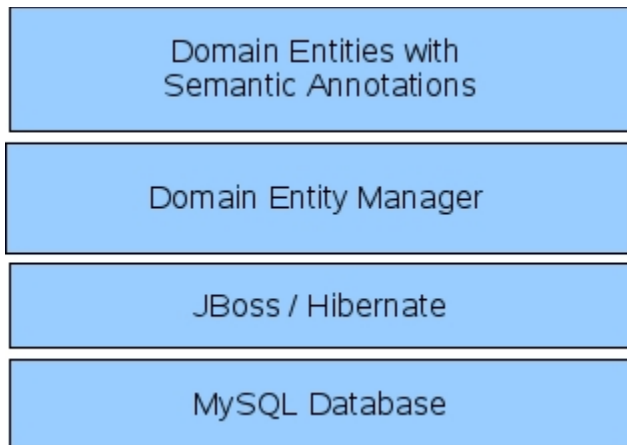 Domain Entities with
Semantic Annotations
Domain Entity Manager
JBoss / Hibernate
MySQL Database